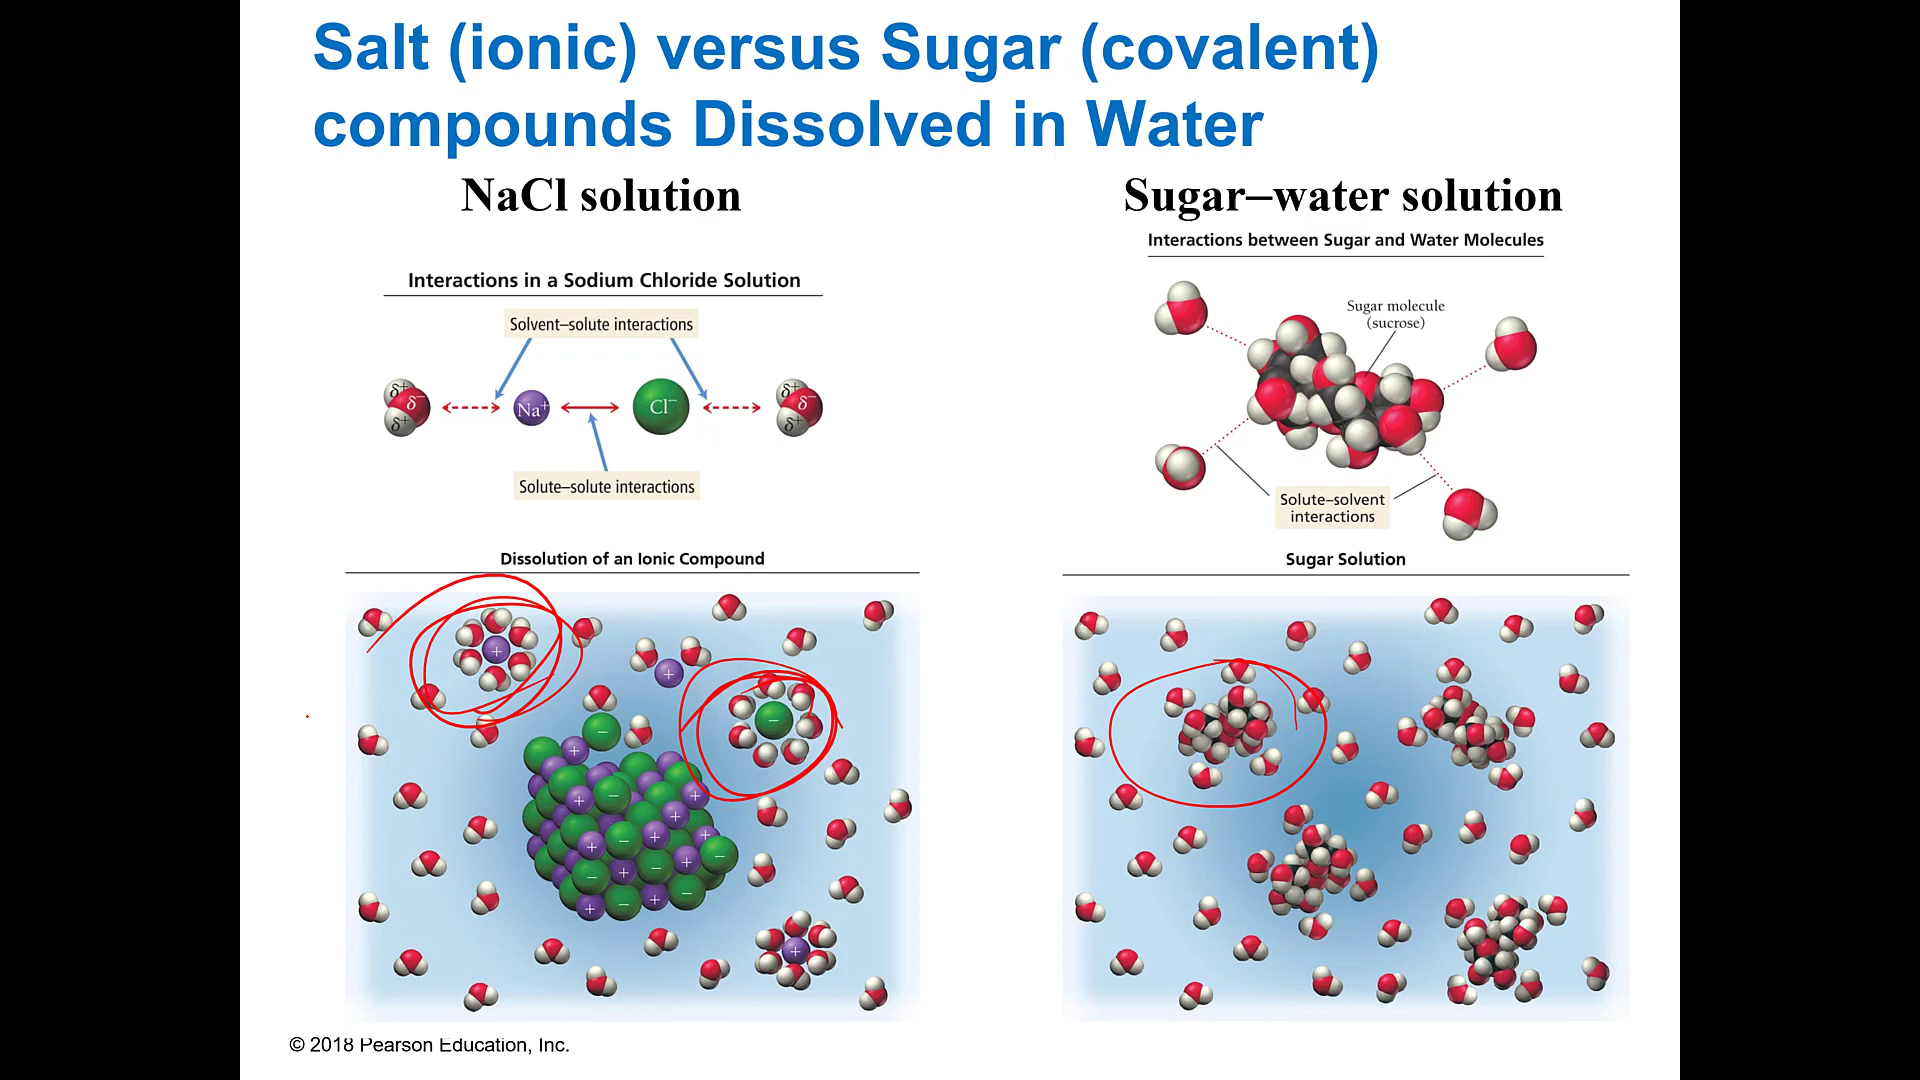 Salt (ionic) versus Sugar (covalent)
compounds Dissolved in Water
NaCl solution
Interactions in a Sodium Chloride Solution
Solvent–solute interactions
δ+ δ− δ+
Na+
Cl−
δ+ δ− δ+
Solute–solute interactions
Dissolution of an Ionic Compound
+
+
−
−
+
+
−
+
+
+
−
+
+
−
+
−
−
+
−
+
−
+
−
+
Sugar–water solution
Interactions between Sugar and Water Molecules
Sugar molecule
(sucrose)
Solute–solvent
interactions
Sugar Solution
© 2018 Pearson Education, Inc.